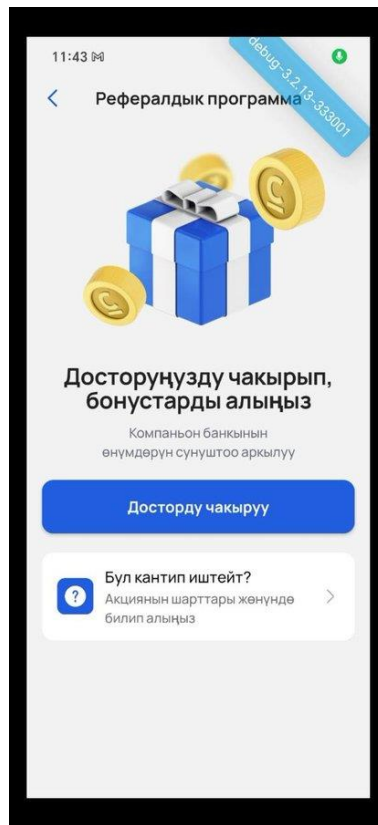 11:43
debug-3.2.13-333001
Рефералдык программа
Досторуңузду чакырып,
бонустарды алыңыз
Компаньон банкынын
өнүмдөрүн сунуштоо аркылуу
Досторду чакыруу
Бул кантип иштейт?
Акциянын шарттары жөнүндө
билип алыңыз